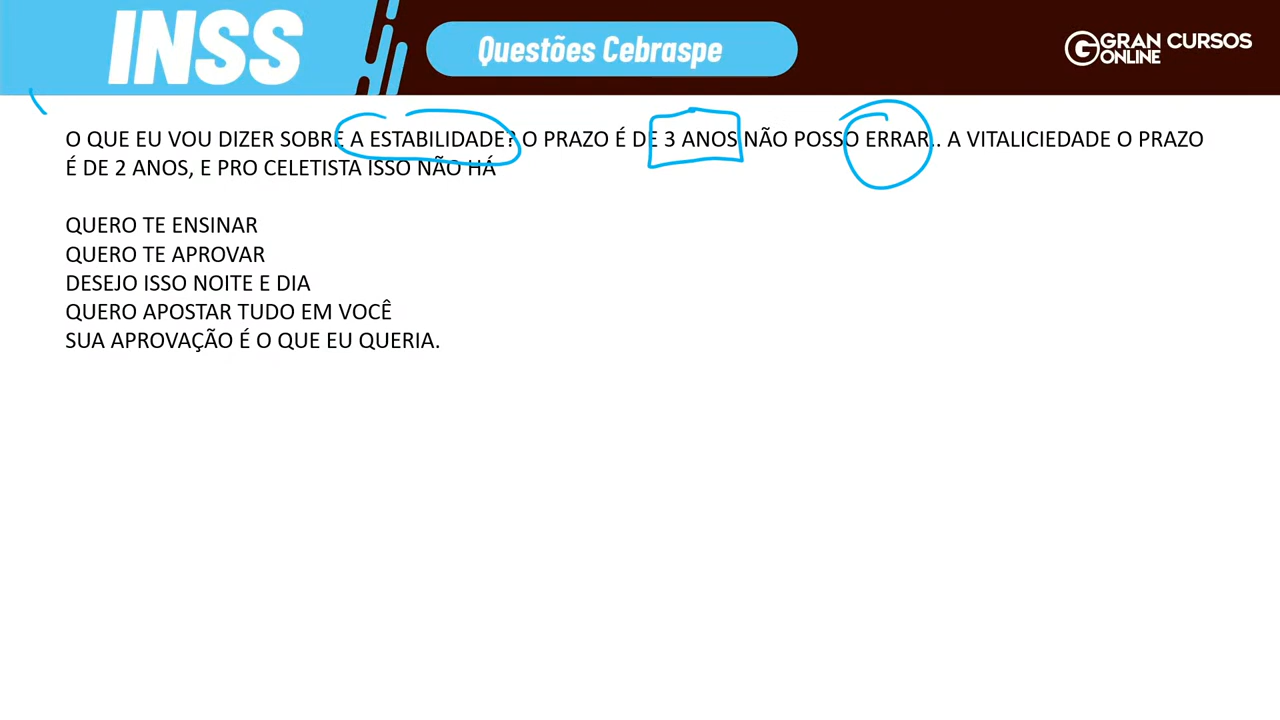 INSS
Questões Cebraspe
GRAN CURSOS
ONLINE
O QUE EU VOU DIZER SOBRE A ESTABILIDADE? O PRAZO É DE 3 ANOS NÃO POSSO ERRAR.. A VITALICIEDADE O PRAZO
É DE 2 ANOS, E PRO CELETISTA ISSO NÃO HÁ
QUERO TE ENSINAR
QUERO TE APROVAR
DESEJO ISSO NOITE E DIA
QUERO APOSTAR TUDO EM VOCÊ
SUA APROVAÇÃO É O QUE EU QUERIA.